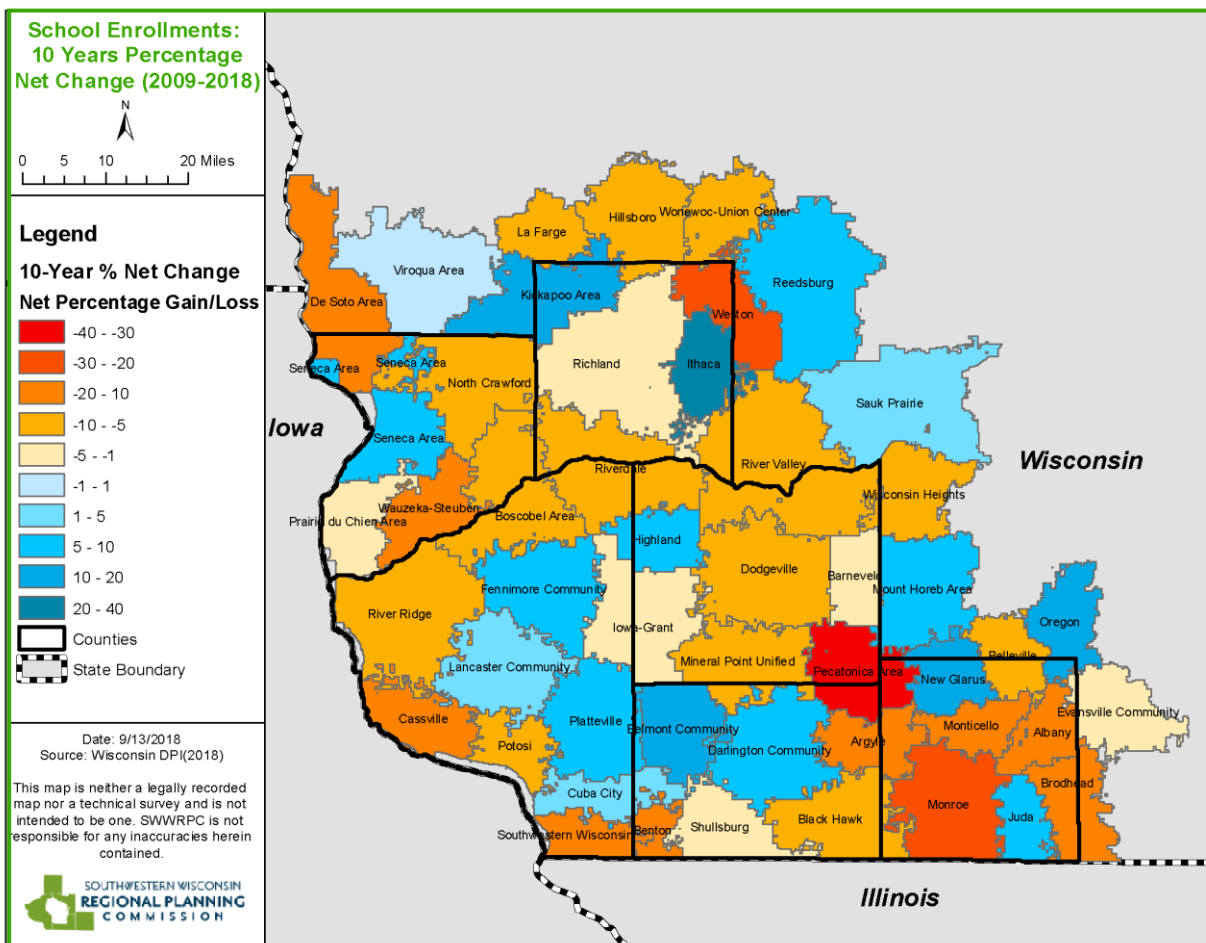 School Enrollments:
10 Years Percentage
Net Change (2009-2018)
N
0 5 10 20 Miles
Legend
10-Year % Net Change
Net Percentage Gain/Loss
-40 - -30
-30 - -20
-20 - 10
-10 - -5
-5 - -1
-1 - 1
1 - 5
5 - 10
10 - 20
20 - 40
Counties
State Boundary
Date: 9/13/2018
Source: Wisconsin DPI(2018)
This map is neither a legally recorded
map nor a technical survey and is not
intended to be one. SWWRPC is not
responsible for any inaccuracies herein
contained.
SOUTHWESTERN WISCONSIN
REGIONAL PLANNING
COMMISSION
Hillsboro
Wonewoc-Union Center
La Farge
Viroqua Area
Kickapoo Area
Reedsburg
De Soto Area
Weston
Seneca Area
Seneca Area
Richland
Ithaca
North Crawford
Sauk Prairie
Iowa
Seneca Area
Wisconsin
Riverdale
River Valley
Wisconsin Heights
Wauzeka-Steuben
Prairie du Chien Area
Boscobel Area
Highland
Dodgeville
Barneveld
Fennimore Community
Mount Horeb Area
River Ridge
Iowa-Grant
Oregon
Lancaster Community
Mineral Point Unified
Pecatonica Area
Belleville
New Glarus
Cassville
Platteville
Belmont Community
Darlington Community
Argyle
Monticello
Albany
Evansville Community
Potosi
Cuba City
Brodhead
Monroe
Juda
Southwestern Wisconsin
Benton
Shullsburg
Black Hawk
Illinois